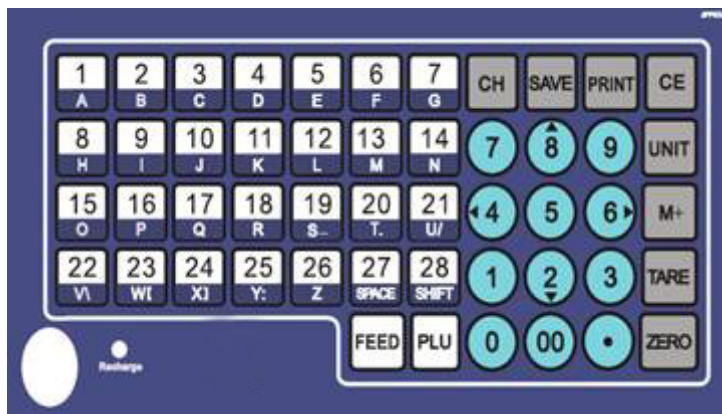 1 2 3 4 5 6 7 CH SAVE PRINT CE
A B C D E F G
8 9 10 11 12 13 14 7 8 9 UNIT
H I J K L M N
15 16 17 18 19 20 21 4 5 6 M+
O P Q R S_ T. U/
22 23 24 25 26 27 28 1 2 3 TARE
V\ W[ X] Y: Z SPACE SHIFT
FEED PLU 0 00 • ZERO
Recharge